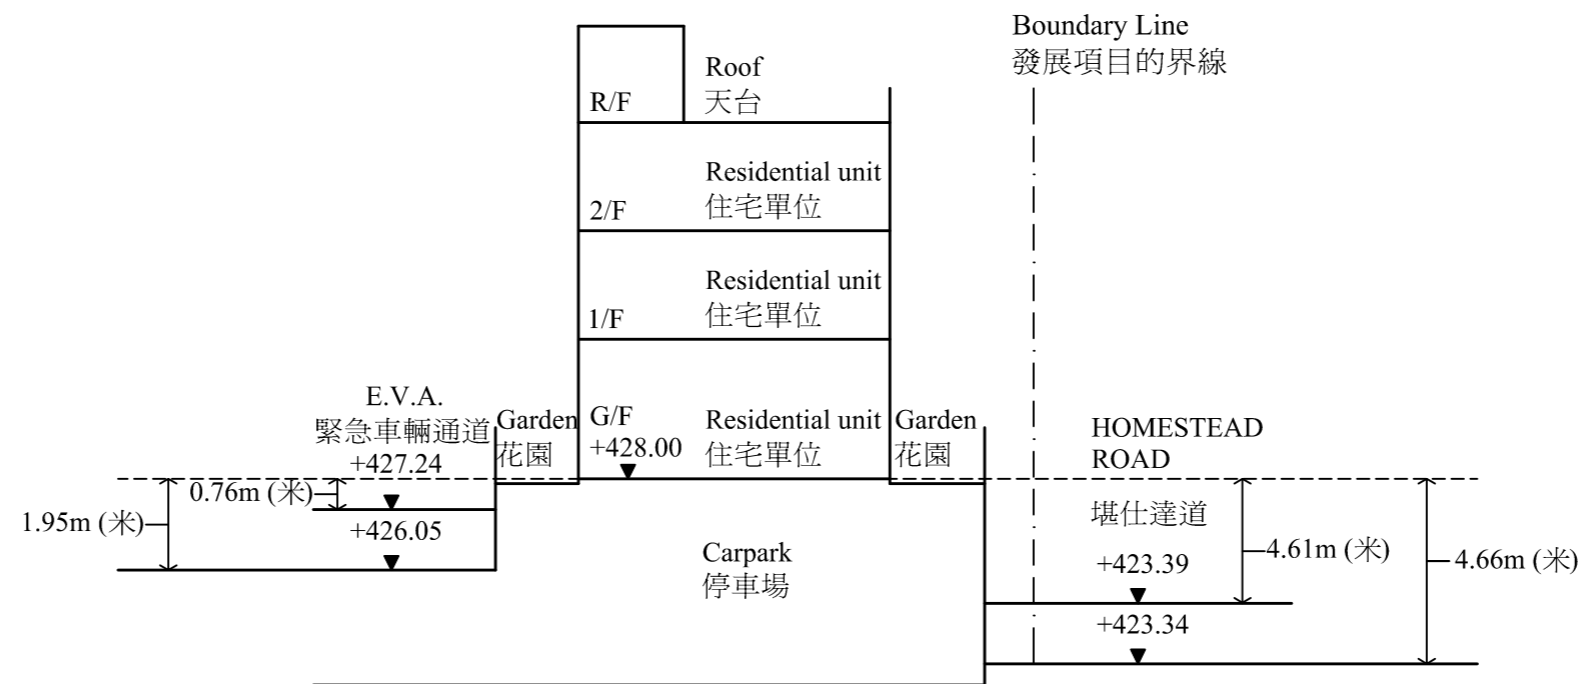 Boundary Line
發展項目的界線
Roof
天台
R/F
Residential unit
住宅單位
2/F
Residential unit
住宅單位
1/F
E.V.A.
緊急車輛通道
+427.24
Garden
花園
G/F
+428.00
Residential unit
住宅單位
Garden
花園
HOMESTEAD
ROAD
堪仕達道
0.76m (米)
1.95m (米)
+426.05
Carpark
停車場
+423.39
4.61m (米)
4.66m (米)
+423.34